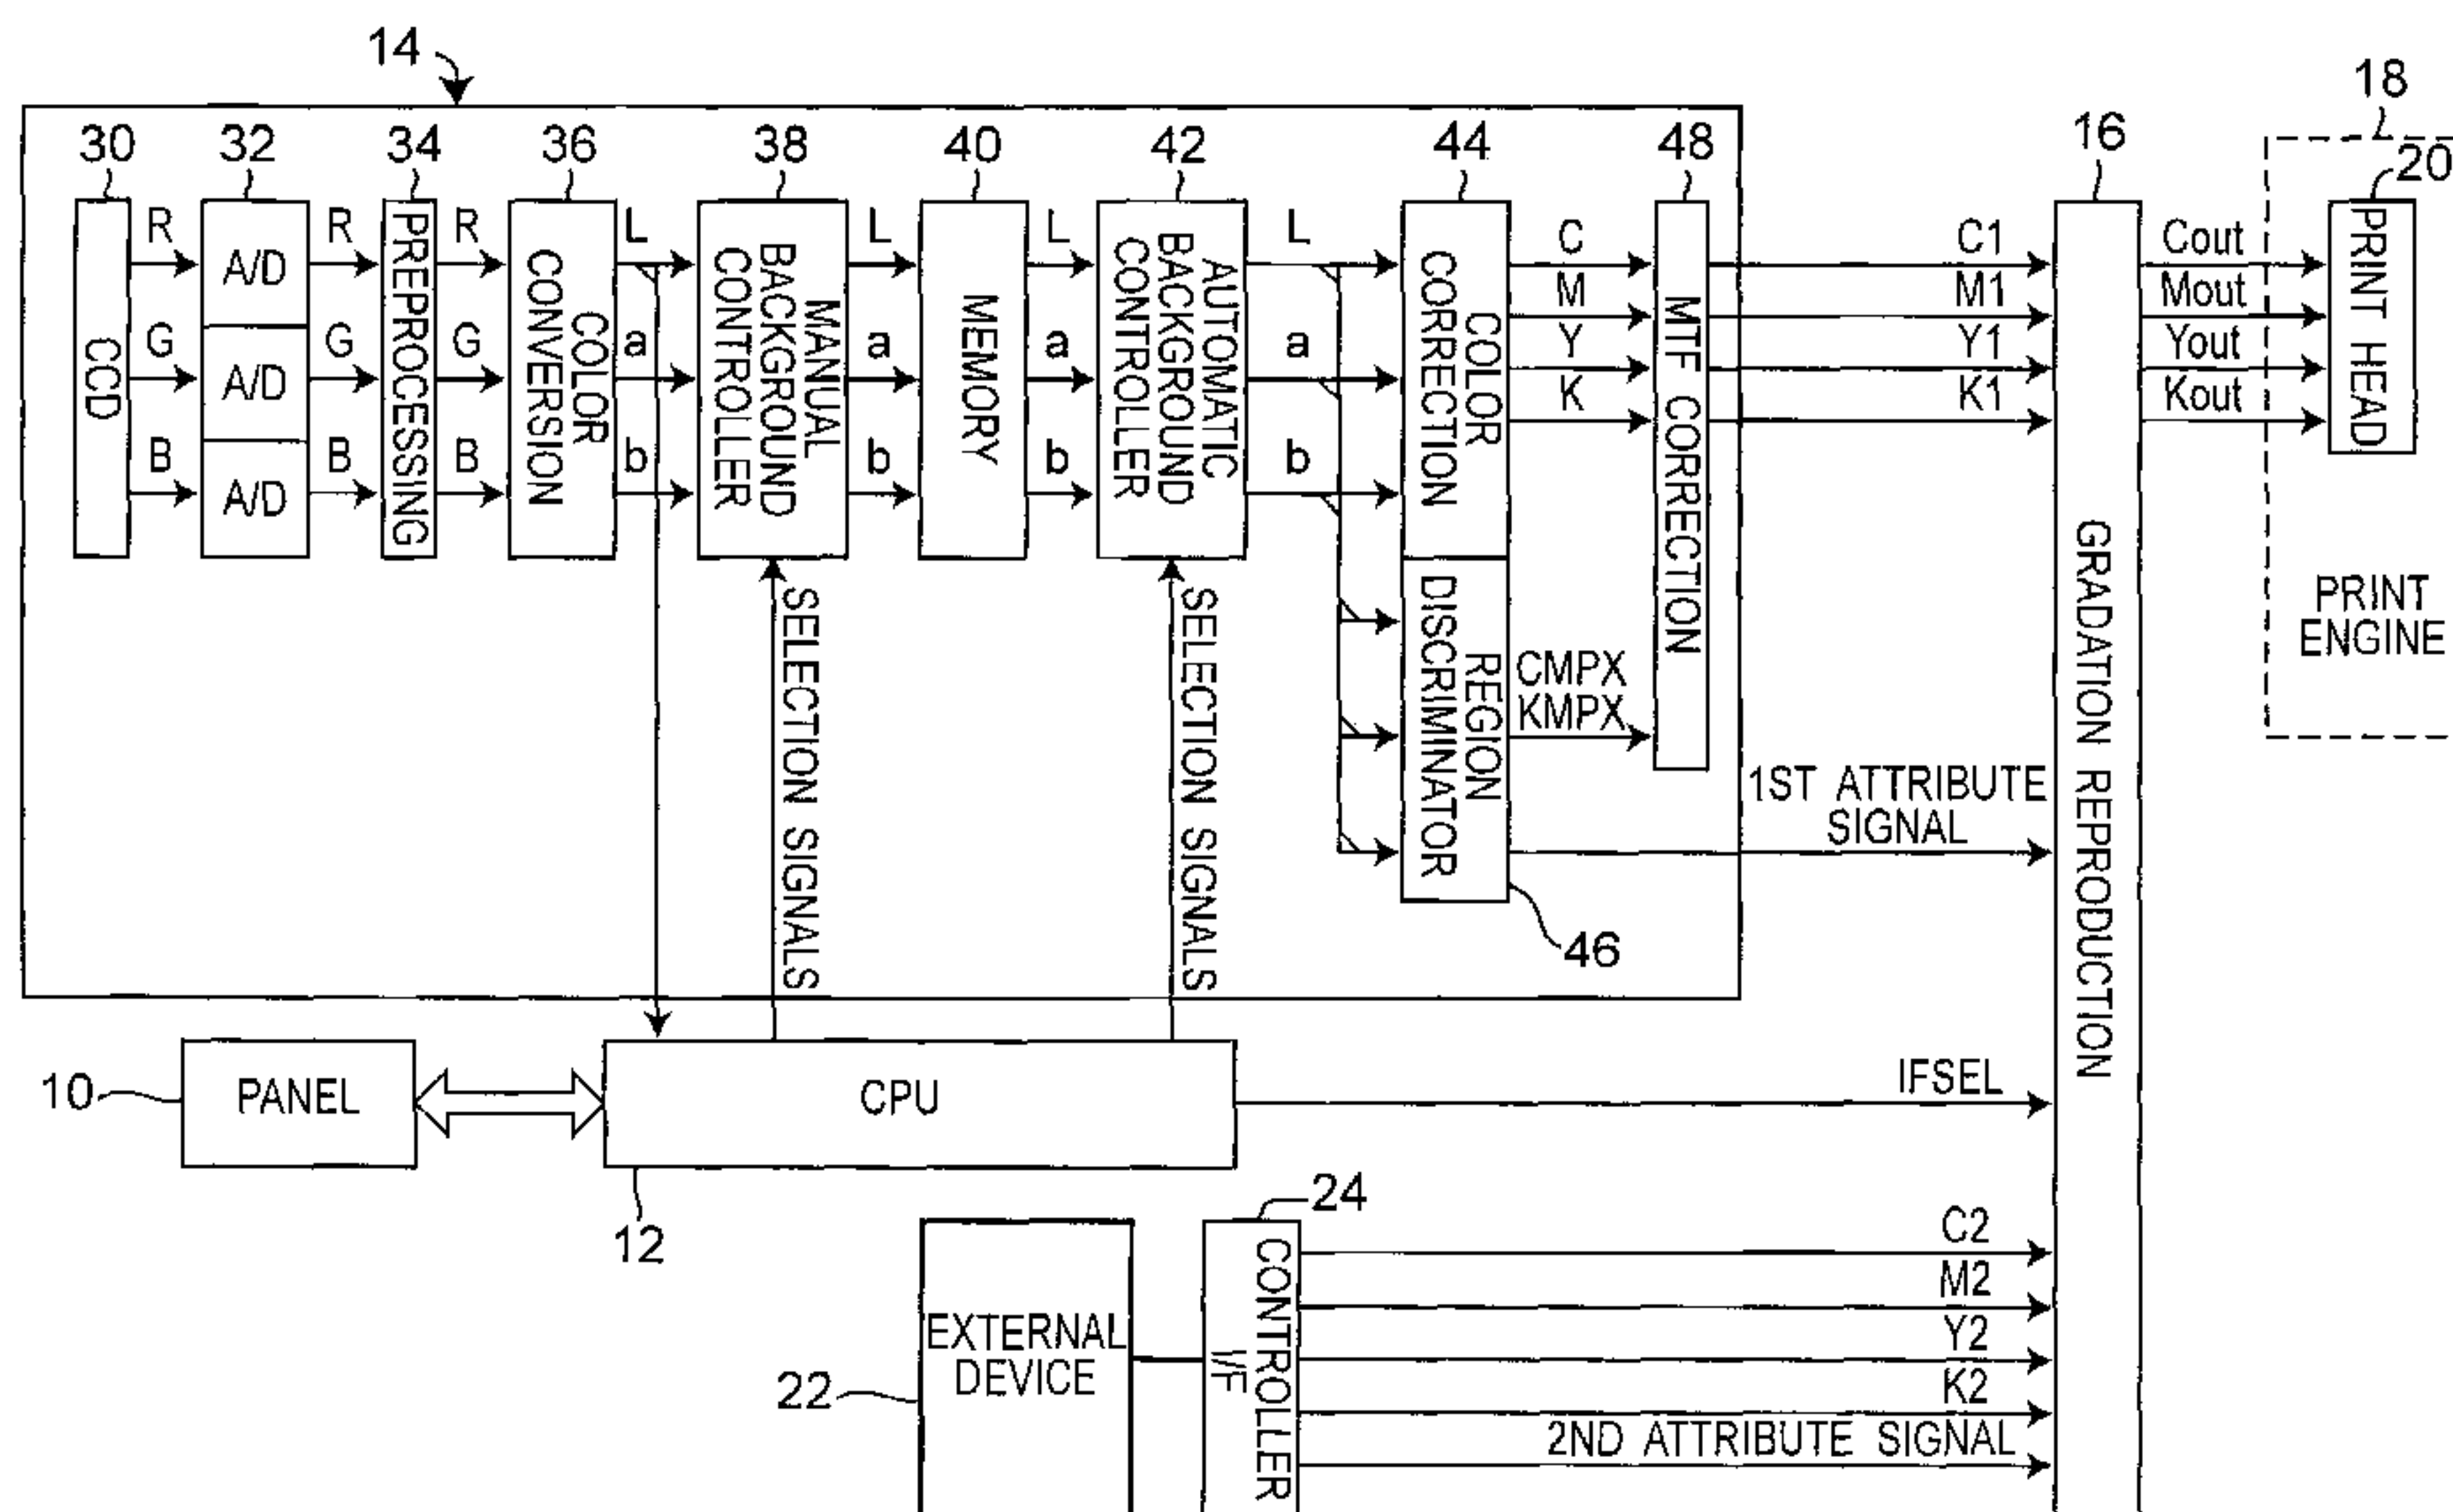 14
18
30
32
34
36
38
40
42
44
48
16
20
CCD
R
G
B
A/D
A/D
A/D
R
G
B
PREPROCESSING
R
G
B
COLOR
CONVERSION
L
a
b
MANUAL
BACKGROUND
CONTROLLER
L
a
b
MEMORY
L
a
b
AUTOMATIC
BACKGROUND
CONTROLLER
L
a
b
COLOR
CORRECTION
C
M
Y
K
MTF CORRECTION
C1
M1
Y1
K1
GRADATION REPRODUCTION
Cout
Mout
Yout
Kout
PRINT HEAD
PRINT
ENGINE
REGION
DISCRIMINATOR
CMPX
KMPX
1ST ATTRIBUTE
SIGNAL
46
SELECTION SIGNALS
SELECTION SIGNALS
10
PANEL
CPU
12
IFSEL
22
EXTERNAL
DEVICE
24
I/F
CONTROLLER
C2
M2
Y2
K2
2ND ATTRIBUTE SIGNAL